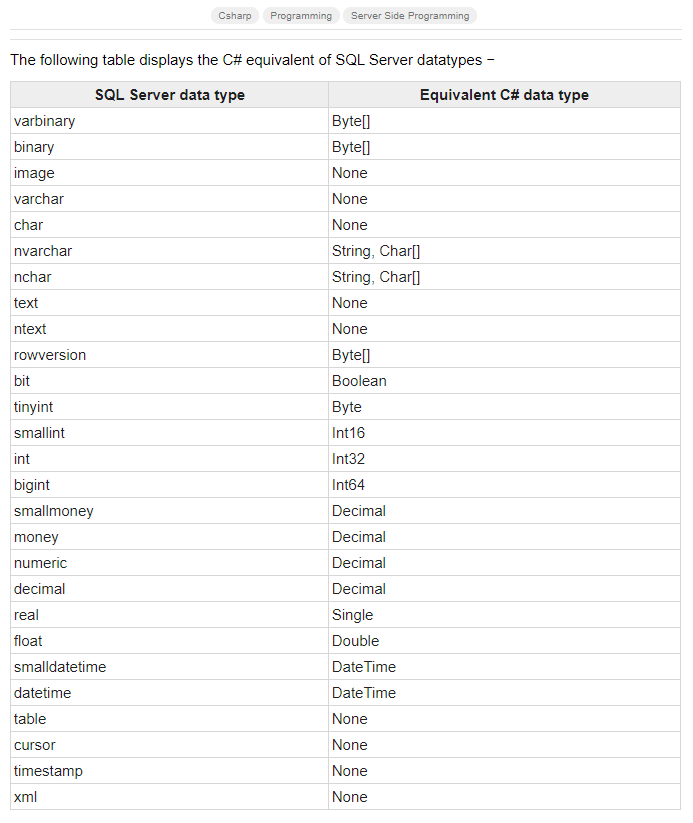 Csharp Programming Server Side Programming
The following table displays the C# equivalent of SQL Server datatypes −
SQL Server data type Equivalent C# data type
varbinary Byte[]
binary Byte[]
image None
varchar None
char None
nvarchar String, Char[]
nchar String, Char[]
text None
ntext None
rowversion Byte[]
bit Boolean
tinyint Byte
smallint Int16
int Int32
bigint Int64
smallmoney Decimal
money Decimal
numeric Decimal
decimal Decimal
real Single
float Double
smalldatetime DateTime
datetime DateTime
table None
cursor None
timestamp None
xml None